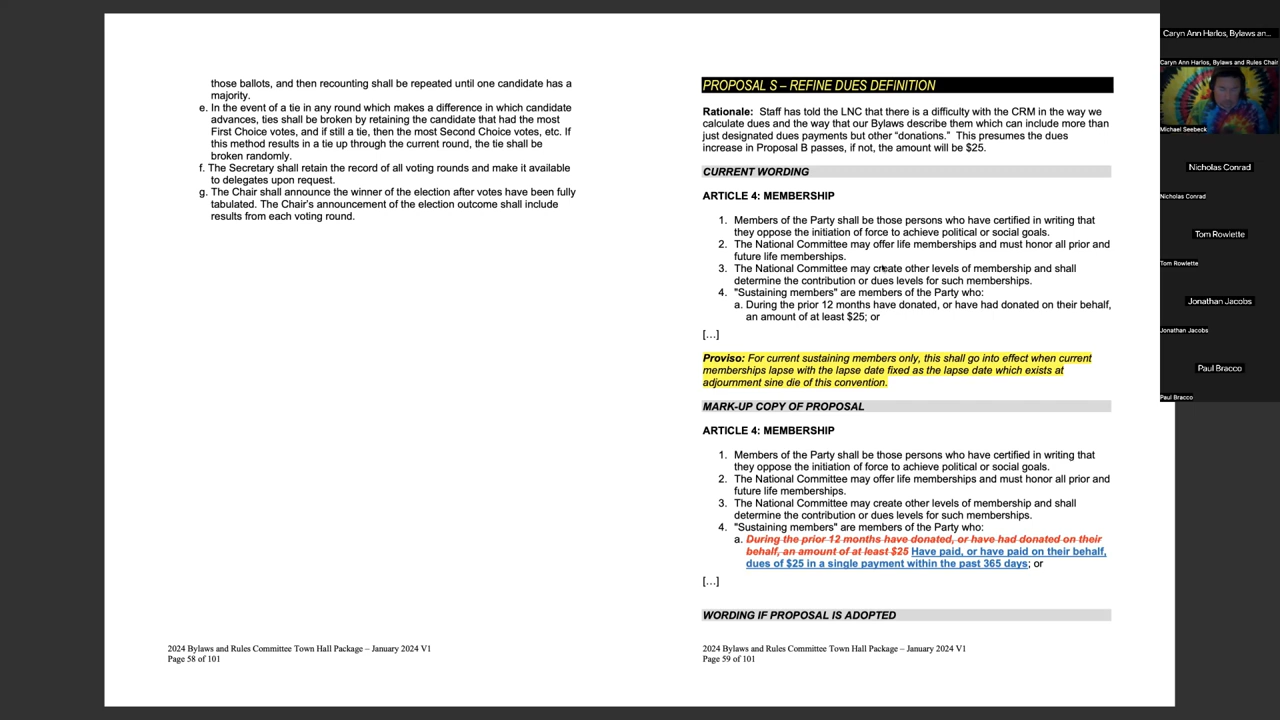 those ballots, and then recounting shall be repeated until one candidate has a
majority.
e. In the event of a tie in any round which makes a difference in which candidate
advances, ties shall be broken by retaining the candidate that had the most
First Choice votes, and if still a tie, then the most Second Choice votes, etc. If
this method results in a tie up through the current round, the tie shall be
broken randomly.
f. The Secretary shall retain the record of all voting rounds and make it available
to delegates upon request.
g. The Chair shall announce the winner of the election after votes have been fully
tabulated. The Chair's announcement of the election outcome shall include
results from each voting round.
2024 Bylaws and Rules Committee Town Hall Package – January 2024 V1
Page 58 of 101
PROPOSAL S – REFINE DUES DEFINITION
Rationale: Staff has told the LNC that there is a difficulty with the CRM in the way we
calculate dues and the way that our Bylaws describe them which can include more than
just designated dues payments but other “donations.” This presumes the dues
increase in Proposal B passes, if not, the amount will be $25.
CURRENT WORDING
ARTICLE 4: MEMBERSHIP
1. Members of the Party shall be those persons who have certified in writing that
they oppose the initiation of force to achieve political or social goals.
2. The National Committee may offer life memberships and must honor all prior and
future life memberships.
3. The National Committee may create other levels of membership and shall
determine the contribution or dues levels for such memberships.
4. "Sustaining members" are members of the Party who:
a. During the prior 12 months have donated, or have had donated on their behalf,
an amount of at least $25; or
[…]
Proviso: For current sustaining members only, this shall go into effect when current
memberships lapse with the lapse date fixed as the lapse date which exists at
adjournment sine die of this convention.
MARK-UP COPY OF PROPOSAL
ARTICLE 4: MEMBERSHIP
1. Members of the Party shall be those persons who have certified in writing that
they oppose the initiation of force to achieve political or social goals.
2. The National Committee may offer life memberships and must honor all prior and
future life memberships.
3. The National Committee may create other levels of membership and shall
determine the contribution or dues levels for such memberships.
4. "Sustaining members" are members of the Party who:
a. During the prior 12 months have donated, or have had donated on their
behalf, an amount of at least $25 Have paid, or have paid on their behalf,
dues of $25 in a single payment within the past 365 days; or
[…]
WORDING IF PROPOSAL IS ADOPTED
2024 Bylaws and Rules Committee Town Hall Package – January 2024 V1
Page 59 of 101
Caryn Ann Harlos, Bylaws an...
Caryn Ann Harlos, Bylaws and Rules Chair
Michael Seebeck
Nicholas Conrad
Nicholas Conrad
Tom Rowlette
Tom Rowlette
Jonathan Jacobs
Jonathan Jacobs
Paul Bracco
Paul Bracco